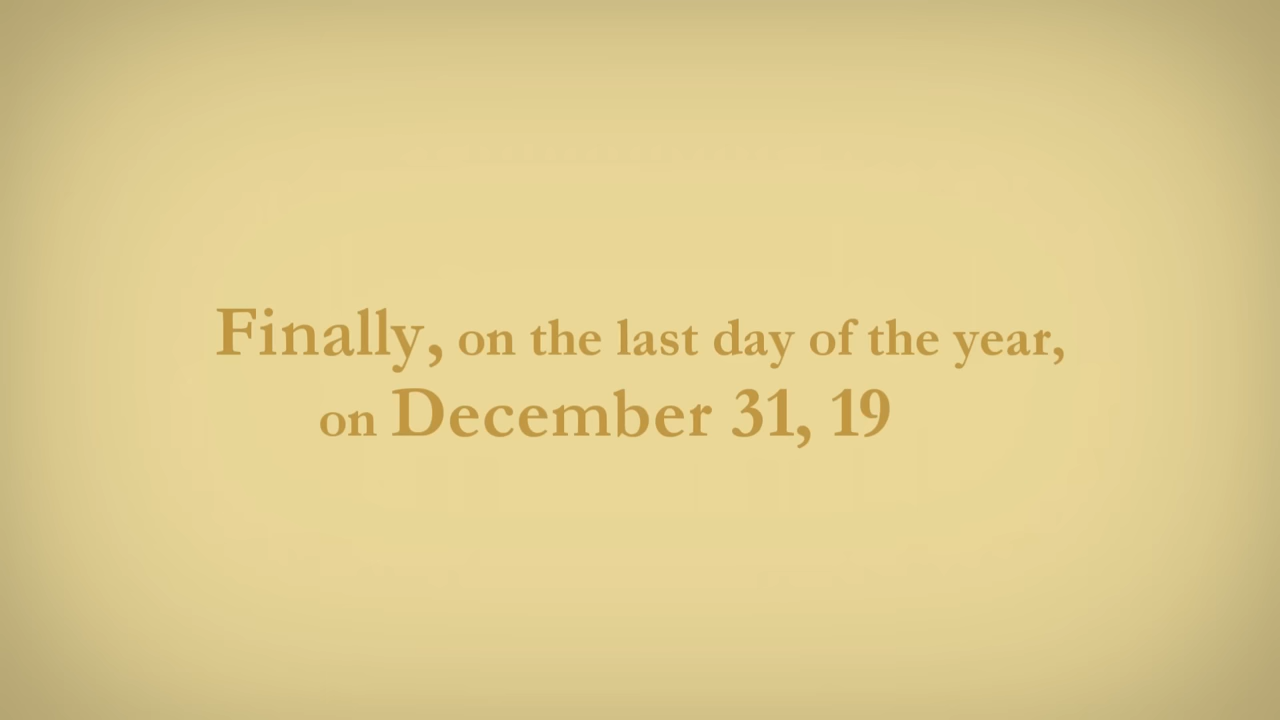 Finally, on the last day of the year,
on December 31, 19